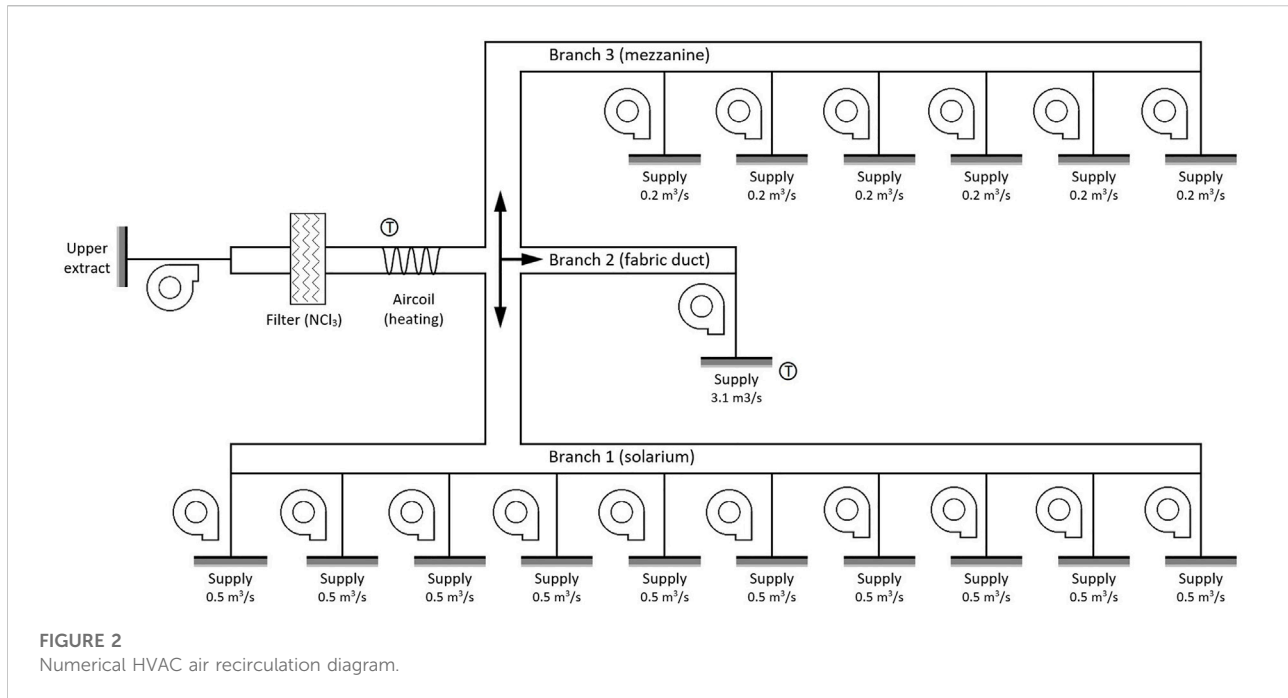 Branch 3 (mezzanine)
Supply
0.2 m³/s
Supply
0.2 m³/s
Supply
0.2 m³/s
Supply
0.2 m³/s
Supply
0.2 m³/s
Supply
0.2 m³/s
Upper
extract
T
Filter (NCl₃)
Aircoil
(heating)
Branch 2 (fabric duct)
Supply
3.1 m3/s
T
Branch 1 (solarium)
Supply
0.5 m³/s
Supply
0.5 m³/s
Supply
0.5 m³/s
Supply
0.5 m³/s
Supply
0.5 m³/s
Supply
0.5 m³/s
Supply
0.5 m³/s
Supply
0.5 m³/s
Supply
0.5 m³/s
Supply
0.5 m³/s
FIGURE 2
Numerical HVAC air recirculation diagram.